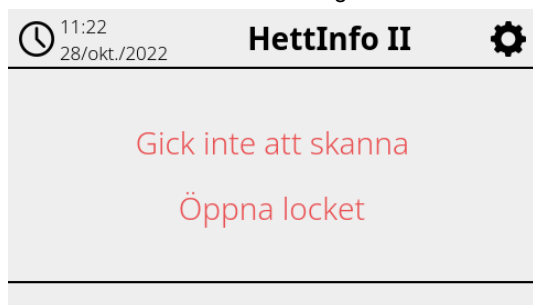 11:22
28/okt./2022
HettInfo II
Gick inte att skanna
Öppna locket